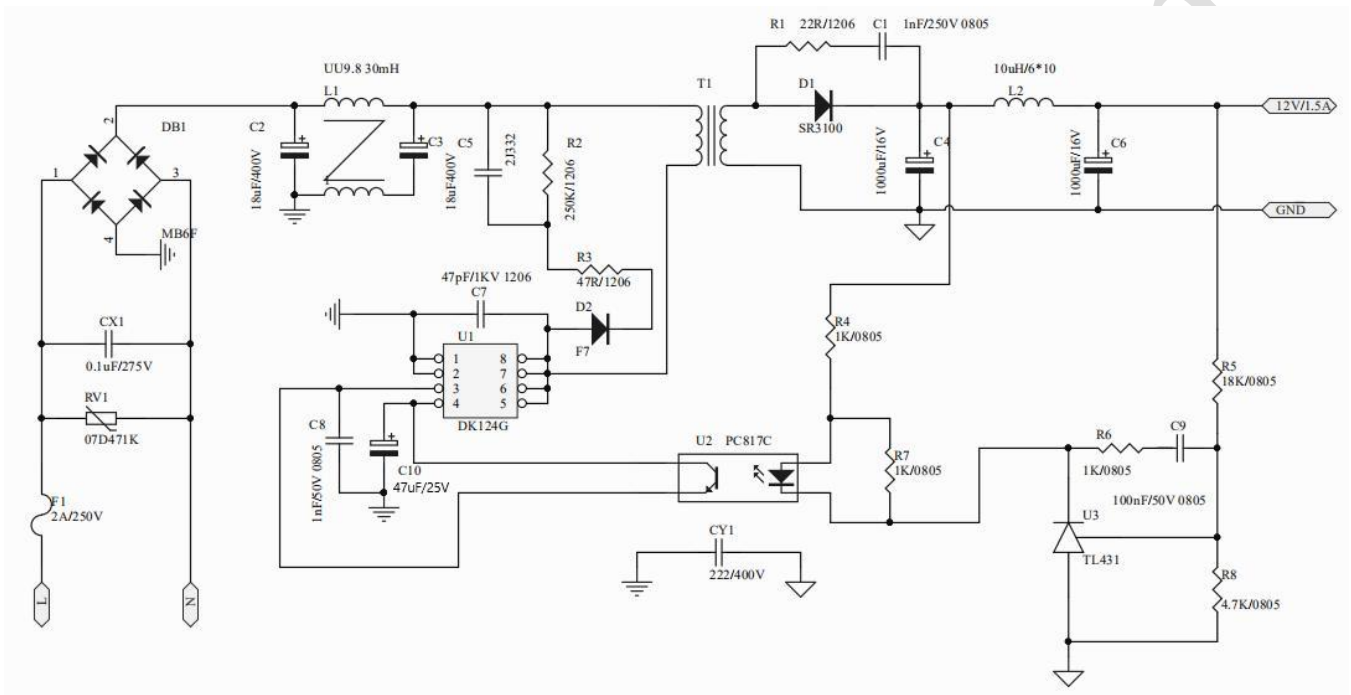 R1 22R/1206 C1 1nF/250V 0805
UU9.8 30mH
L1
T1
D1
SR3100
10uH/6*10
L2
12V/1.5A
2
DB1
C2
18uF/400V
C3
18uF400V
C5
2J332
R2
250K/1206
C4
1000uF/16V
C6
1000uF/16V
1
3
4
MB6F
GND
R3
47R/1206
47pF/1KV 1206
C7
D2
F7
U1
1 8
2 7
3 6
4 5
DK124G
CX1
0.1uF/275V
RV1
07D471K
R4
1K/0805
R5
18K/0805
C8
1nF/50V 0805
C10
47uF/25V
U2 PC817C
R7
1K/0805
R6
1K/0805
C9
100nF/50V 0805
U3
TL431
F1
2A/250V
CY1
222/400V
R8
4.7K/0805
L
N